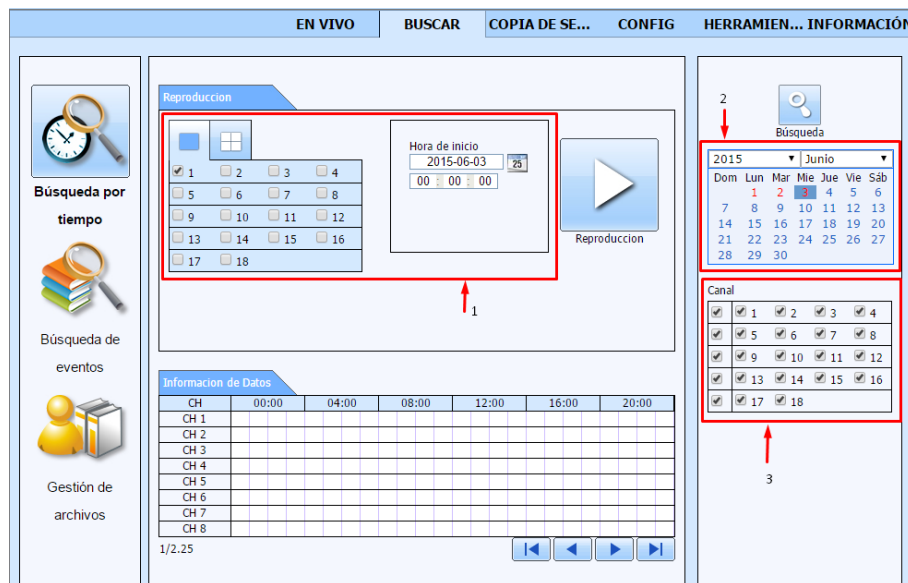 EN VIVO BUSCAR COPIA DE SE... CONFIG HERRAMIEN... INFORMACIÓN
Búsqueda por
tiempo
Búsqueda de
eventos
Gestión de
archivos
Reproduccion
1 2 3 4
5 6 7 8
9 10 11 12
13 14 15 16
17 18
Hora de inicio
2015-06-03 25
00 : 00 : 00
Reproduccion
1
Informacion de Datos
CH 00:00 04:00 08:00 12:00 16:00 20:00
CH 1
CH 2
CH 3
CH 4
CH 5
CH 6
CH 7
CH 8
1/2.25
2
Búsqueda
2015 Junio
Dom Lun Mar Mie Jue Vie Sáb
1 2 3 4 5 6
7 8 9 10 11 12 13
14 15 16 17 18 19 20
21 22 23 24 25 26 27
28 29 30
Canal
1 2 3 4
5 6 7 8
9 10 11 12
13 14 15 16
17 18
3